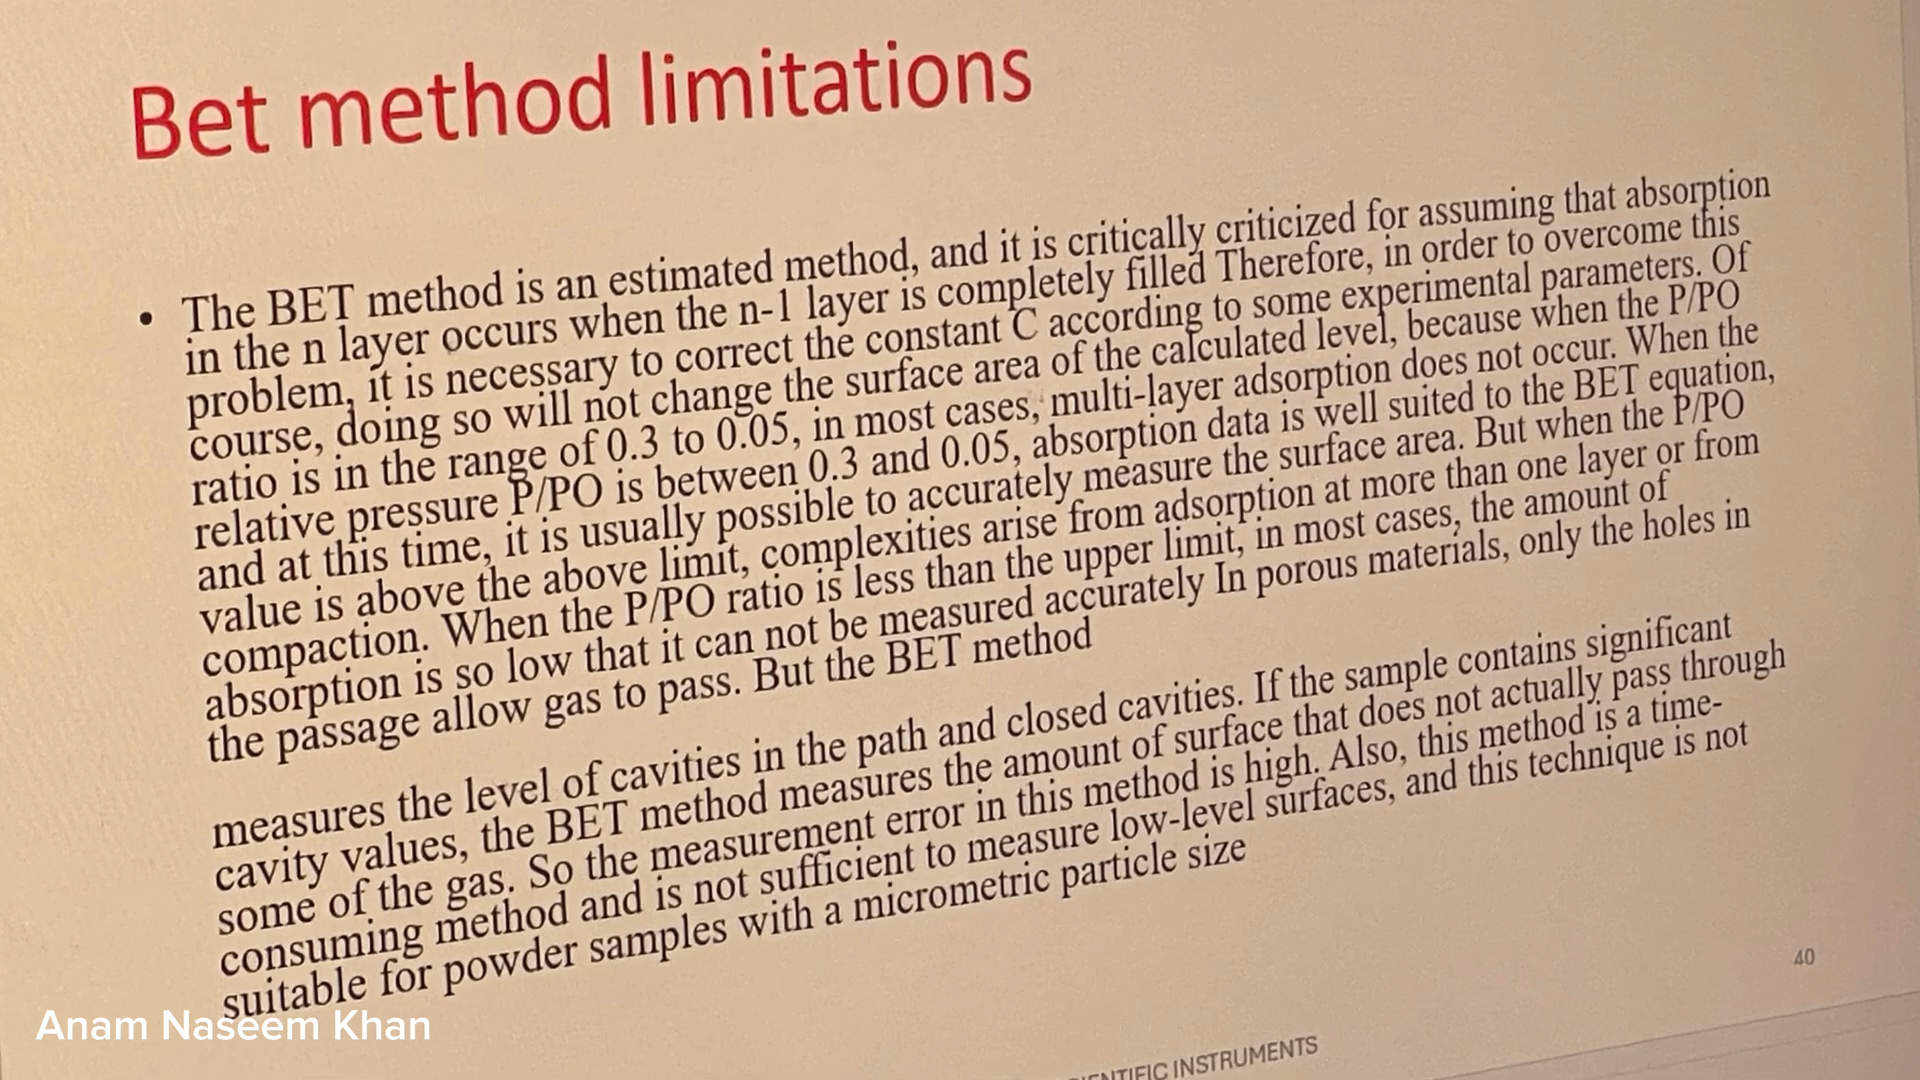 Bet method limitations
• The BET method is an estimated method, and it is critically criticized for assuming that absorption
in the n layer occurs when the n-1 layer is completely filled Therefore, in order to overcome this
problem, it is necessary to correct the constant C according to some experimental parameters. Of
course, doing so will not change the surface area of the calculated level, because when the P/PO
ratio is in the range of 0.3 to 0.05, in most cases, multi-layer adsorption does not occur. When the
relative pressure P/PO is between 0.3 and 0.05, absorption data is well suited to the BET equation,
and at this time, it is usually possible to accurately measure the surface area. But when the P/PO
value is above the above limit, complexities arise from adsorption at more than one layer or from
compaction. When the P/PO ratio is less than the upper limit, in most cases, the amount of
absorption is so low that it can not be measured accurately In porous materials, only the holes in
the passage allow gas to pass. But the BET method
measures the level of cavities in the path and closed cavities. If the sample contains significant
cavity values, the BET method measures the amount of surface that does not actually pass through
some of the gas. So the measurement error in this method is high. Also, this method is a time-
consuming method and is not sufficient to measure low-level surfaces, and this technique is not
suitable for powder samples with a micrometric particle size
40
INSTRUMENTS
Anam Naseem Khan